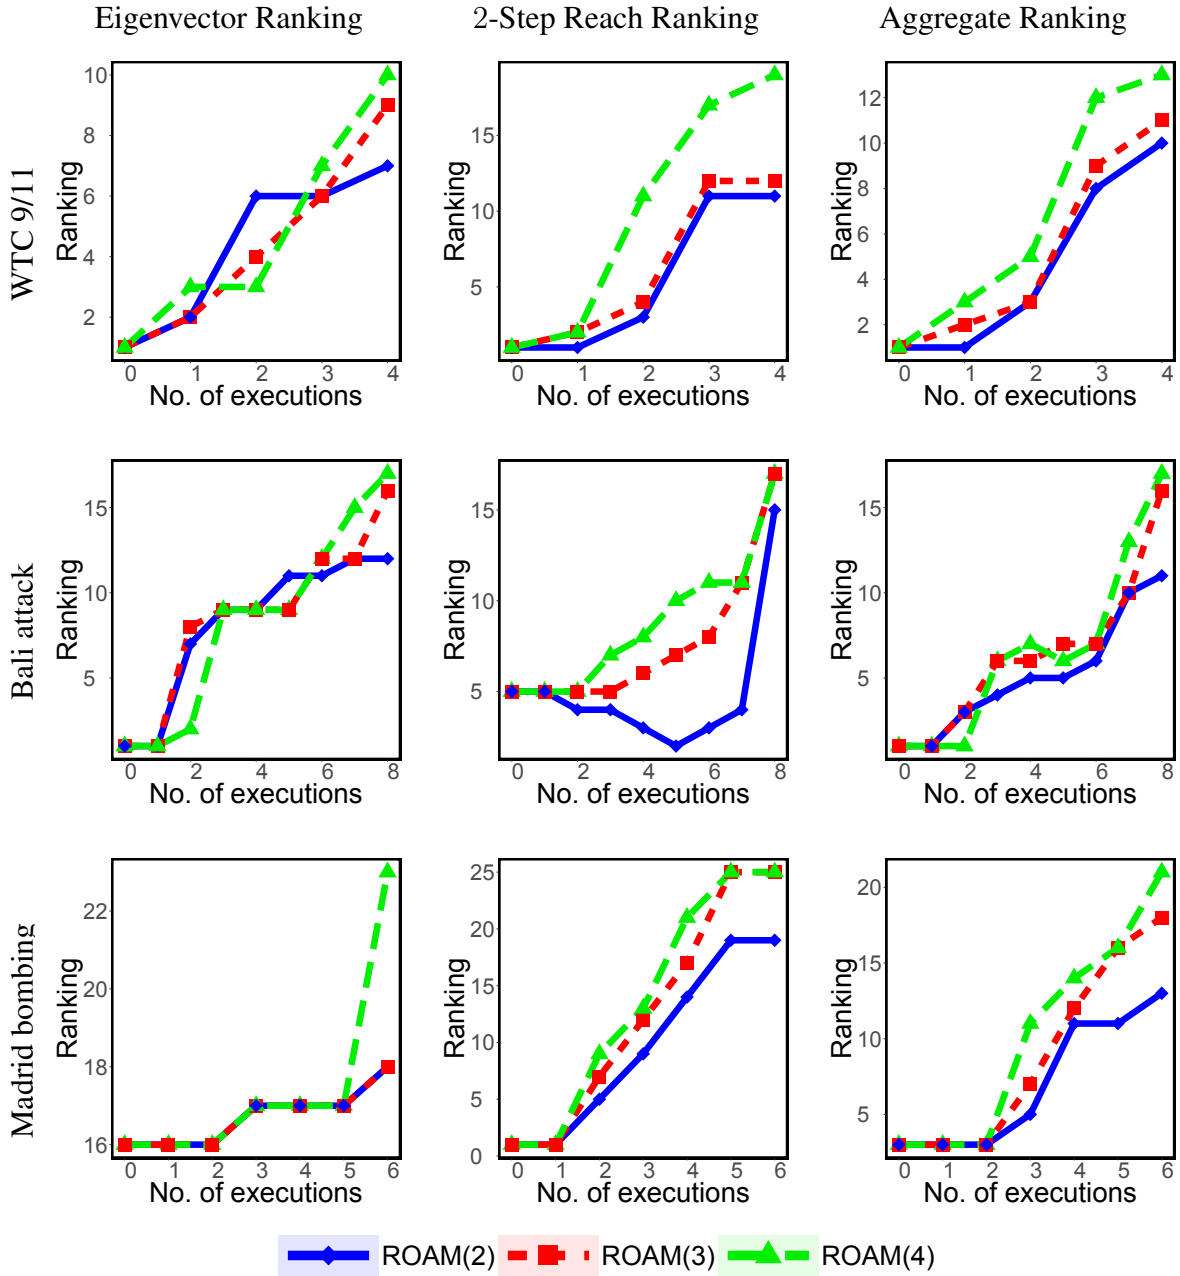 Eigenvector Ranking 2-Step Reach Ranking Aggregate Ranking
WTC 9/11
Ranking
10
8
6
4
2
0 1 2 3 4
No. of executions
Ranking
15
10
5
0 1 2 3 4
No. of executions
Ranking
12
10
8
6
4
2
0 1 2 3 4
No. of executions
Bali attack
Ranking
15
10
5
0 2 4 6 8
No. of executions
Ranking
15
10
5
0 2 4 6 8
No. of executions
Ranking
15
10
5
0 2 4 6 8
No. of executions
Madrid bombing
Ranking
22
20
18
16
0 1 2 3 4 5 6
No. of executions
Ranking
25
20
15
10
5
0
0 1 2 3 4 5 6
No. of executions
Ranking
20
15
10
5
0 1 2 3 4 5 6
No. of executions
ROAM(2) ROAM(3) ROAM(4)